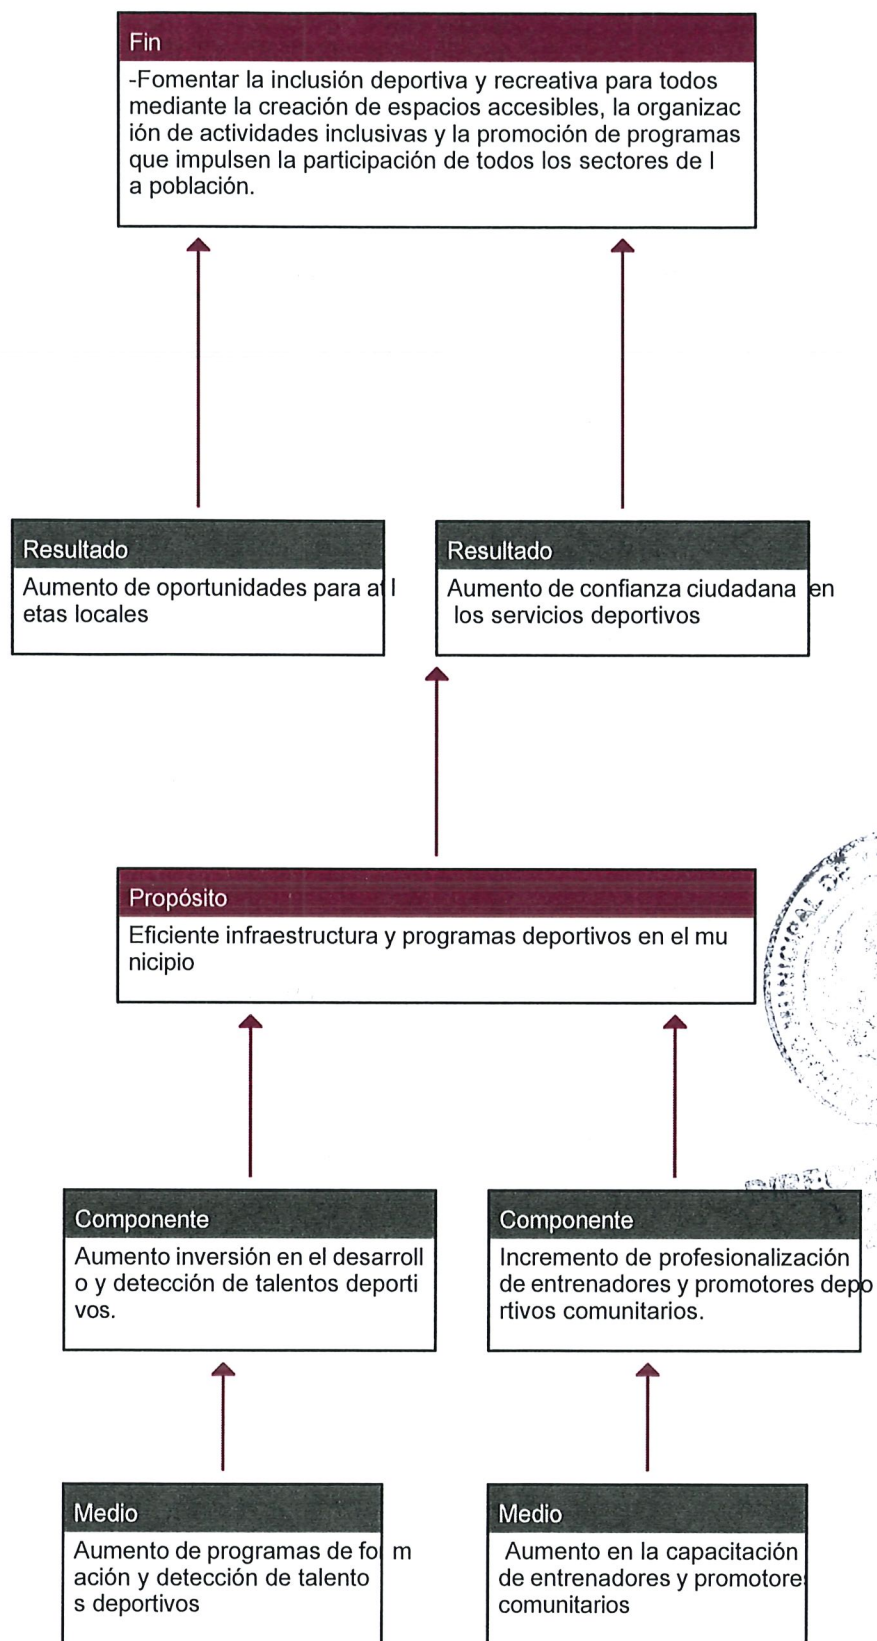 Fin
-Fomentar la inclusión deportiva y recreativa para todos
mediante la creación de espacios accesibles, la organizac
ión de actividades inclusivas y la promoción de programas
que impulsen la participación de todos los sectores de l
a población.
Resultado
Aumento de oportunidades para atl
etas locales
Resultado
Aumento de confianza ciudadana en
los servicios deportivos
Propósito
Eficiente infraestructura y programas deportivos en el mu
nicipio
Componente
Aumento inversión en el desarroll
o y detección de talentos deporti
vos.
Componente
Incremento de profesionalización
de entrenadores y promotores depo
rtivos comunitarios.
Medio
Aumento de programas de form
ación y detección de talento
s deportivos
Medio
Aumento en la capacitación
de entrenadores y promotores
comunitarios